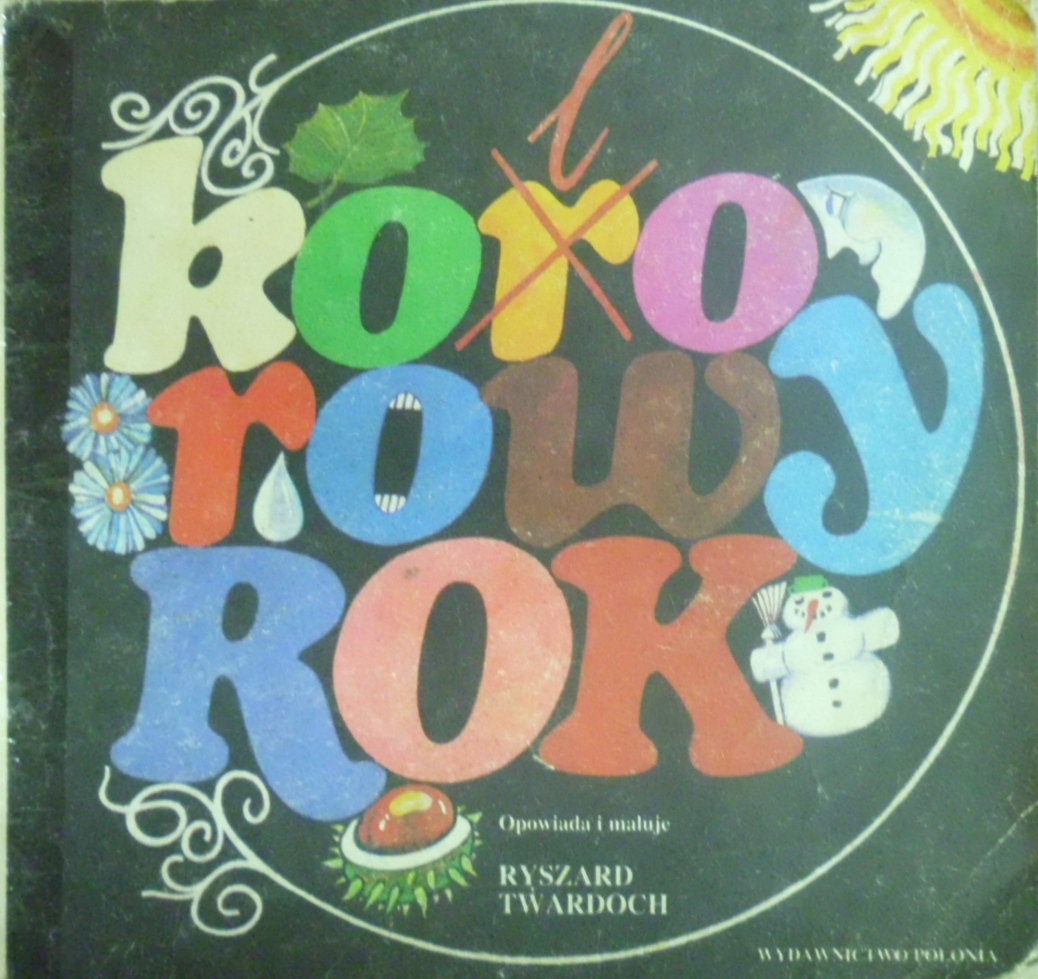 l
koro
rowy
ROK
Opowiada i maluje
RYSZARD
TWARDOCH
WYDAWNICTWO POLONIA